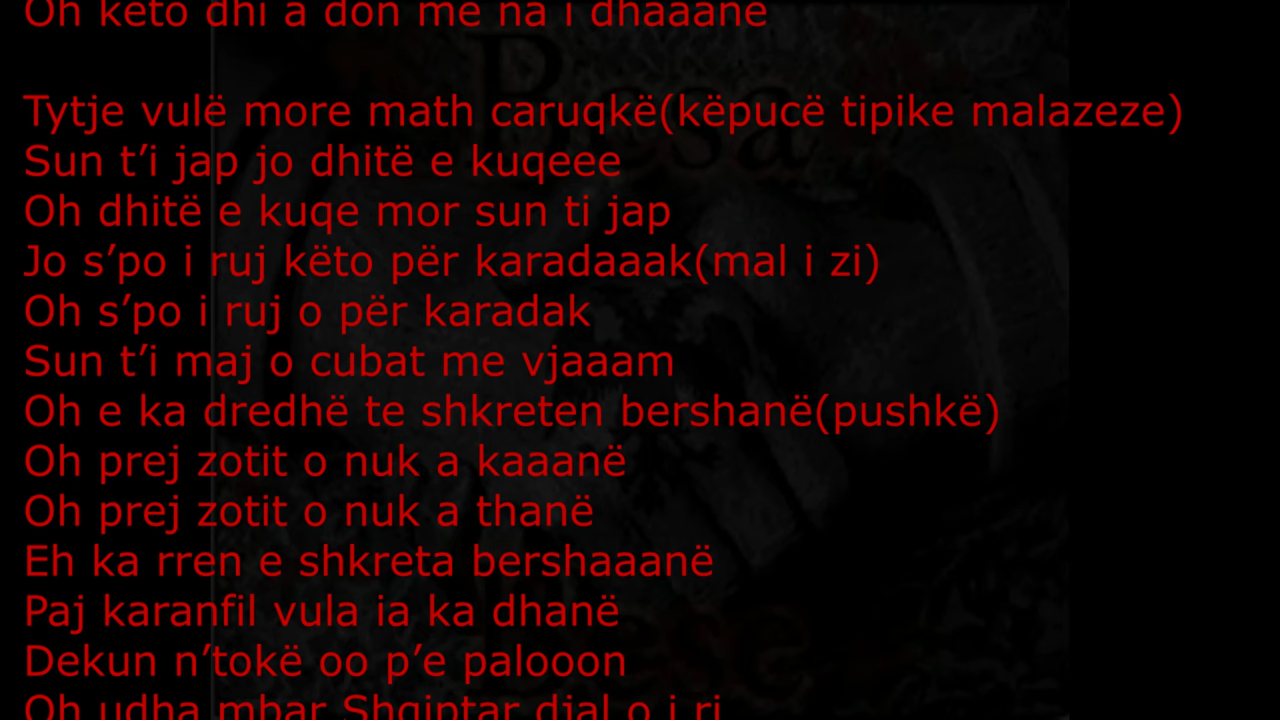 Oh këto dhi a don me na i dhaaanë
Tytje vulë more math caruqkë(këpucë tipike malazeze)
Sun t’i jap jo dhitë e kuqeee
Oh dhitë e kuqe mor sun ti jap
Jo s’po i ruj këto për karadaaak(mal i zi)
Oh s’po i ruj o për karadak
Sun t’i maj o cubat me vjaaam
Oh e ka dredhë te shkreten bershanë(pushkë)
Oh prej zotit o nuk a kaaanë
Oh prej zotit o nuk a thanë
Eh ka rren e shkreta bershaaanë
Paj karanfil vula ia ka dhanë
Dekun n’tokë oo p’e palooon
Oh udha mbar Shqiptar djal o i ri
Besa